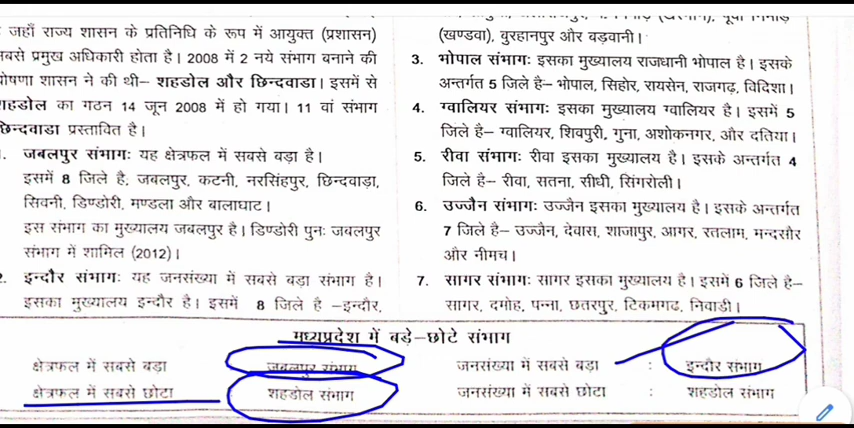 जहाँ राज्य शासन के प्रतिनिधि के रूप में आयुक्त (प्रशासन)
सबसे प्रमुख अधिकारी होता है। 2008 में 2 नये संभाग बनाने की
घोषणा शासन ने की थी– शहडोल और छिन्दवाडा। इसमें से
शहडोल का गठन 14 जून 2008 में हो गया। 11 वां संभाग
छिन्दवाडा प्रस्तावित है।
जबलपुर संभागः यह क्षेत्रफल में सबसे बड़ा है।
इसमें 8 जिले है; जबलपुर, कटनी, नरसिंहपुर, छिन्दवाड़ा,
सिवनी, डिण्डोरी, मण्डला और बालाघाट।
इस संभाग का मुख्यालय जबलपुर है। डिण्डोरी पुनः जबलपुर
संभाग में शामिल (2012)।
2. इन्दौर संभागः यह जनसंख्या में सबसे बड़ा संभाग है।
इसका मुख्यालय इन्दौर है। इसमें 8 जिले है –इन्दौर,
(खण्डवा), बुरहानपुर और बड़वानी।
3. भोपाल संभागः इसका मुख्यालय राजधानी भोपाल है। इसके
अन्तर्गत 5 जिले है– भोपाल, सिहोर, रायसेन, राजगढ़, विदिशा।
4. ग्वालियर संभागः इसका मुख्यालय ग्वालियर है। इसमें 5
जिले है– ग्वालियर, शिवपुरी, गुना, अशोकनगर, और दतिया।
5. रीवा संभागः रीवा इसका मुख्यालय है। इसके अन्तर्गत 4
जिले है– रीवा, सतना, सीधी, सिंगरोली।
6. उज्जैन संभागः उज्जैन इसका मुख्यालय है। इसके अन्तर्गत
7 जिले है– उज्जैन, देवास, शाजापुर, आगर, रतलाम, मन्दसौर
और नीमच।
7. सागर संभागः सागर इसका मुख्यालय है। इसमें 6 जिले है–
सागर, दमोह, पन्ना, छतरपुर, टिकमगढ, निवाडी।
मध्यप्रदेश में बड़े–छोटे संभाग
क्षेत्रफल में सबसे बडा जबलपुर संभाग जनसंख्या में सबसे बड़ा : इन्दौर संभाग
क्षेत्रफल में सबसे छोटा शहडोल संभाग जनसंख्या में सबसे छोटा : शहडोल संभाग